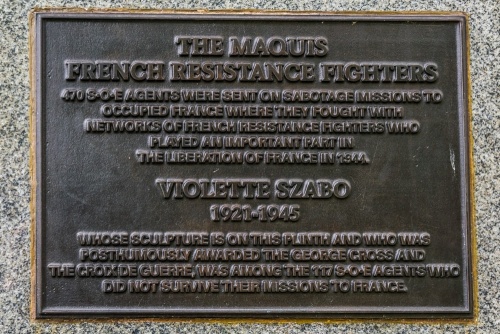 THE MAQUIS
FRENCH RESISTANCE FIGHTERS
470 S·O·E AGENTS WERE SENT ON SABOTAGE MISSIONS TO
OCCUPIED FRANCE WHERE THEY FOUGHT WITH
NETWORKS OF FRENCH RESISTANCE FIGHTERS WHO
PLAYED AN IMPORTANT PART IN
THE LIBERATION OF FRANCE IN 1944.
VIOLETTE SZABO
1921-1945
WHOSE SCULPTURE IS ON THIS PLINTH AND WHO WAS
POSTHUMOUSLY AWARDED THE GEORGE CROSS AND
THE CROIX DE GUERRE, WAS AMONG THE 117 S·O·E AGENTS WHO
DID NOT SURVIVE THEIR MISSIONS TO FRANCE.